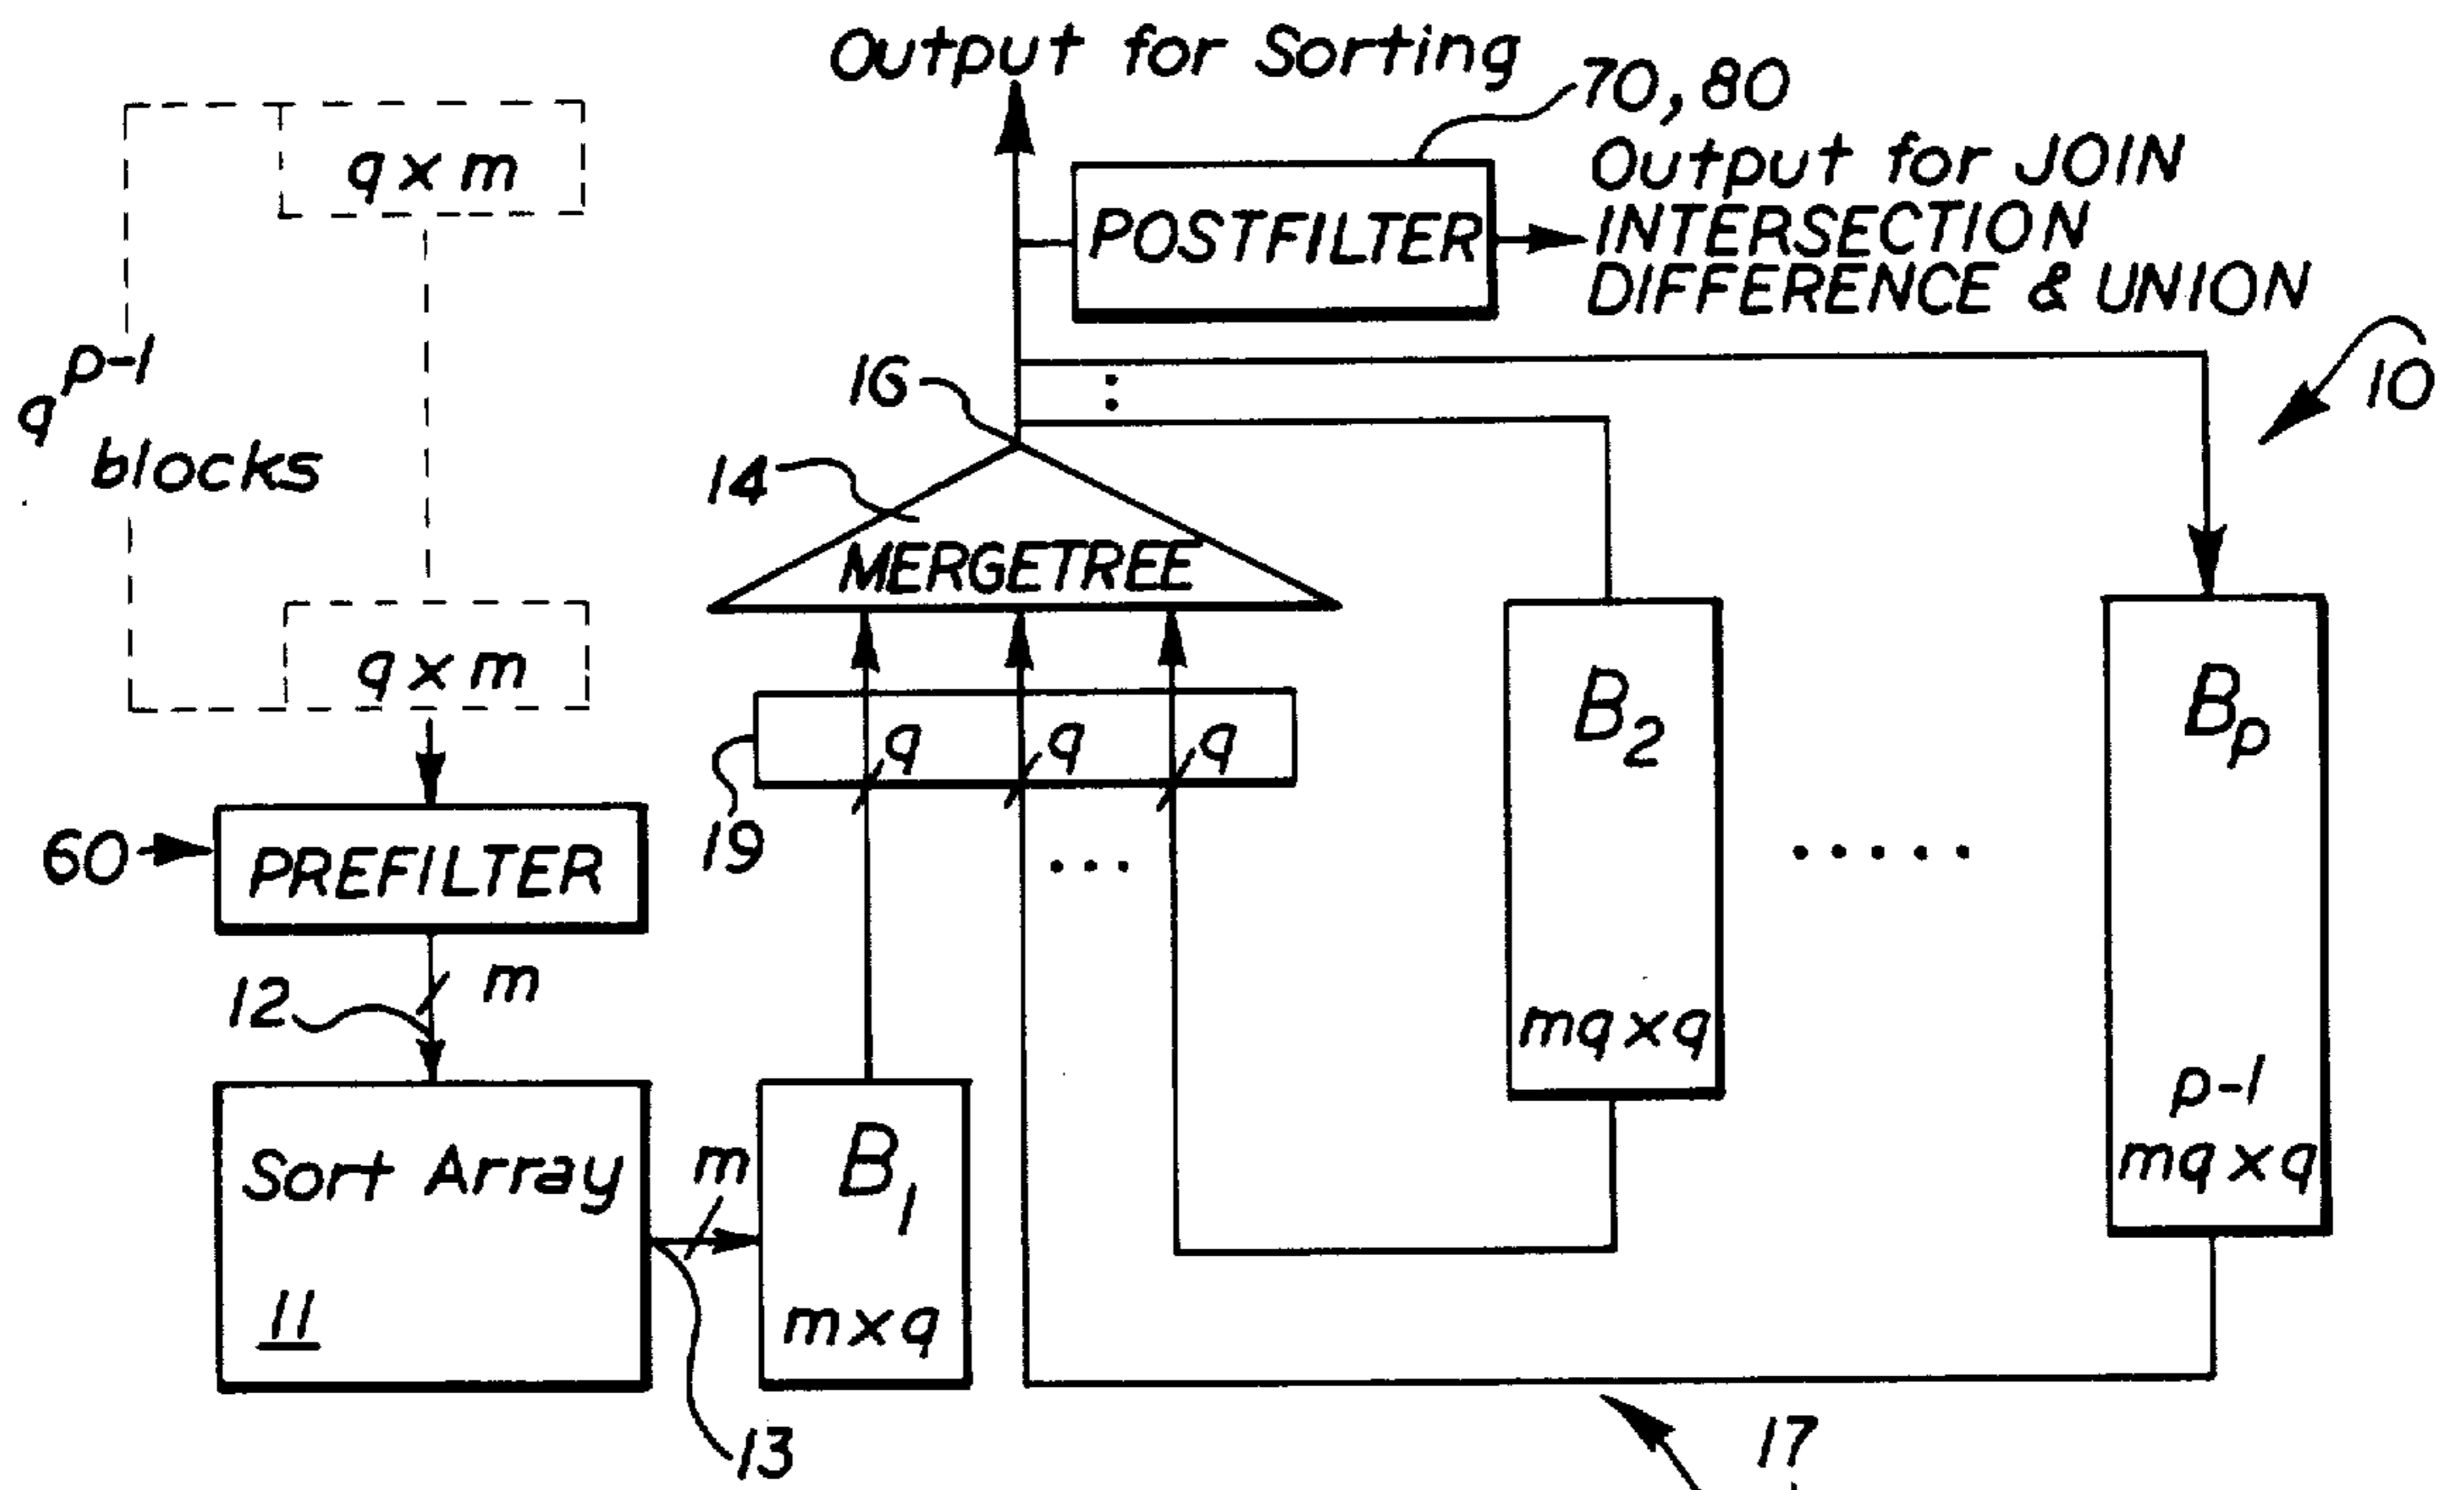 Output for Sorting
70, 80
q x m
Output for JOIN
INTERSECTION
DIFFERENCE & UNION
POSTFILTER
q p-1
blocks
16
:
10
14
MERGETREE
q x m
B2
Bp
q
q
q
19
60
PREFILTER
...
.....
12
m
mq x q
p-1
mq x q
Sort Array
11
m
B1
m x q
13
17